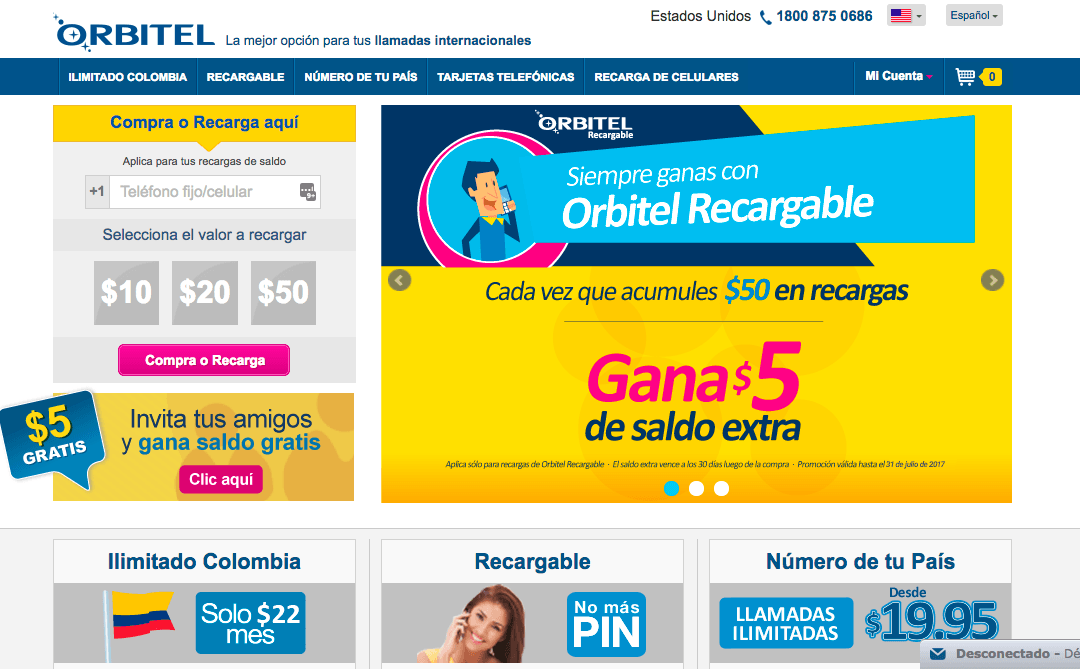 ORBITEL
La mejor opción para tus llamadas internacionales
Estados Unidos 1800 875 0686
Español
ILIMITADO COLOMBIA RECARGABLE NÚMERO DE TU PAÍS TARJETAS TELEFÓNICAS RECARGA DE CELULARES Mi Cuenta 0
Compra o Recarga aquí
Aplica para tus recargas de saldo
+1 Teléfono fijo/celular
Selecciona el valor a recargar
$10 $20 $50
Compra o Recarga
$5
GRATIS
Invita tus amigos
y gana saldo gratis
Clic aquí
ORBITEL
Recargable
Siempre ganas con
Orbitel Recargable
Cada vez que acumules $50 en recargas
Gana $5
de saldo extra
Aplica sólo para recargas de Orbitel Recargable · El saldo extra vence a los 30 días luego de la compra · Promoción válida hasta el 31 de julio de 2017
Ilimitado Colombia
Solo $22
mes
Recargable
No más
PIN
Número de tu País
LLAMADAS
ILIMITADAS
Desde
$19.95
Desconectado - Dé